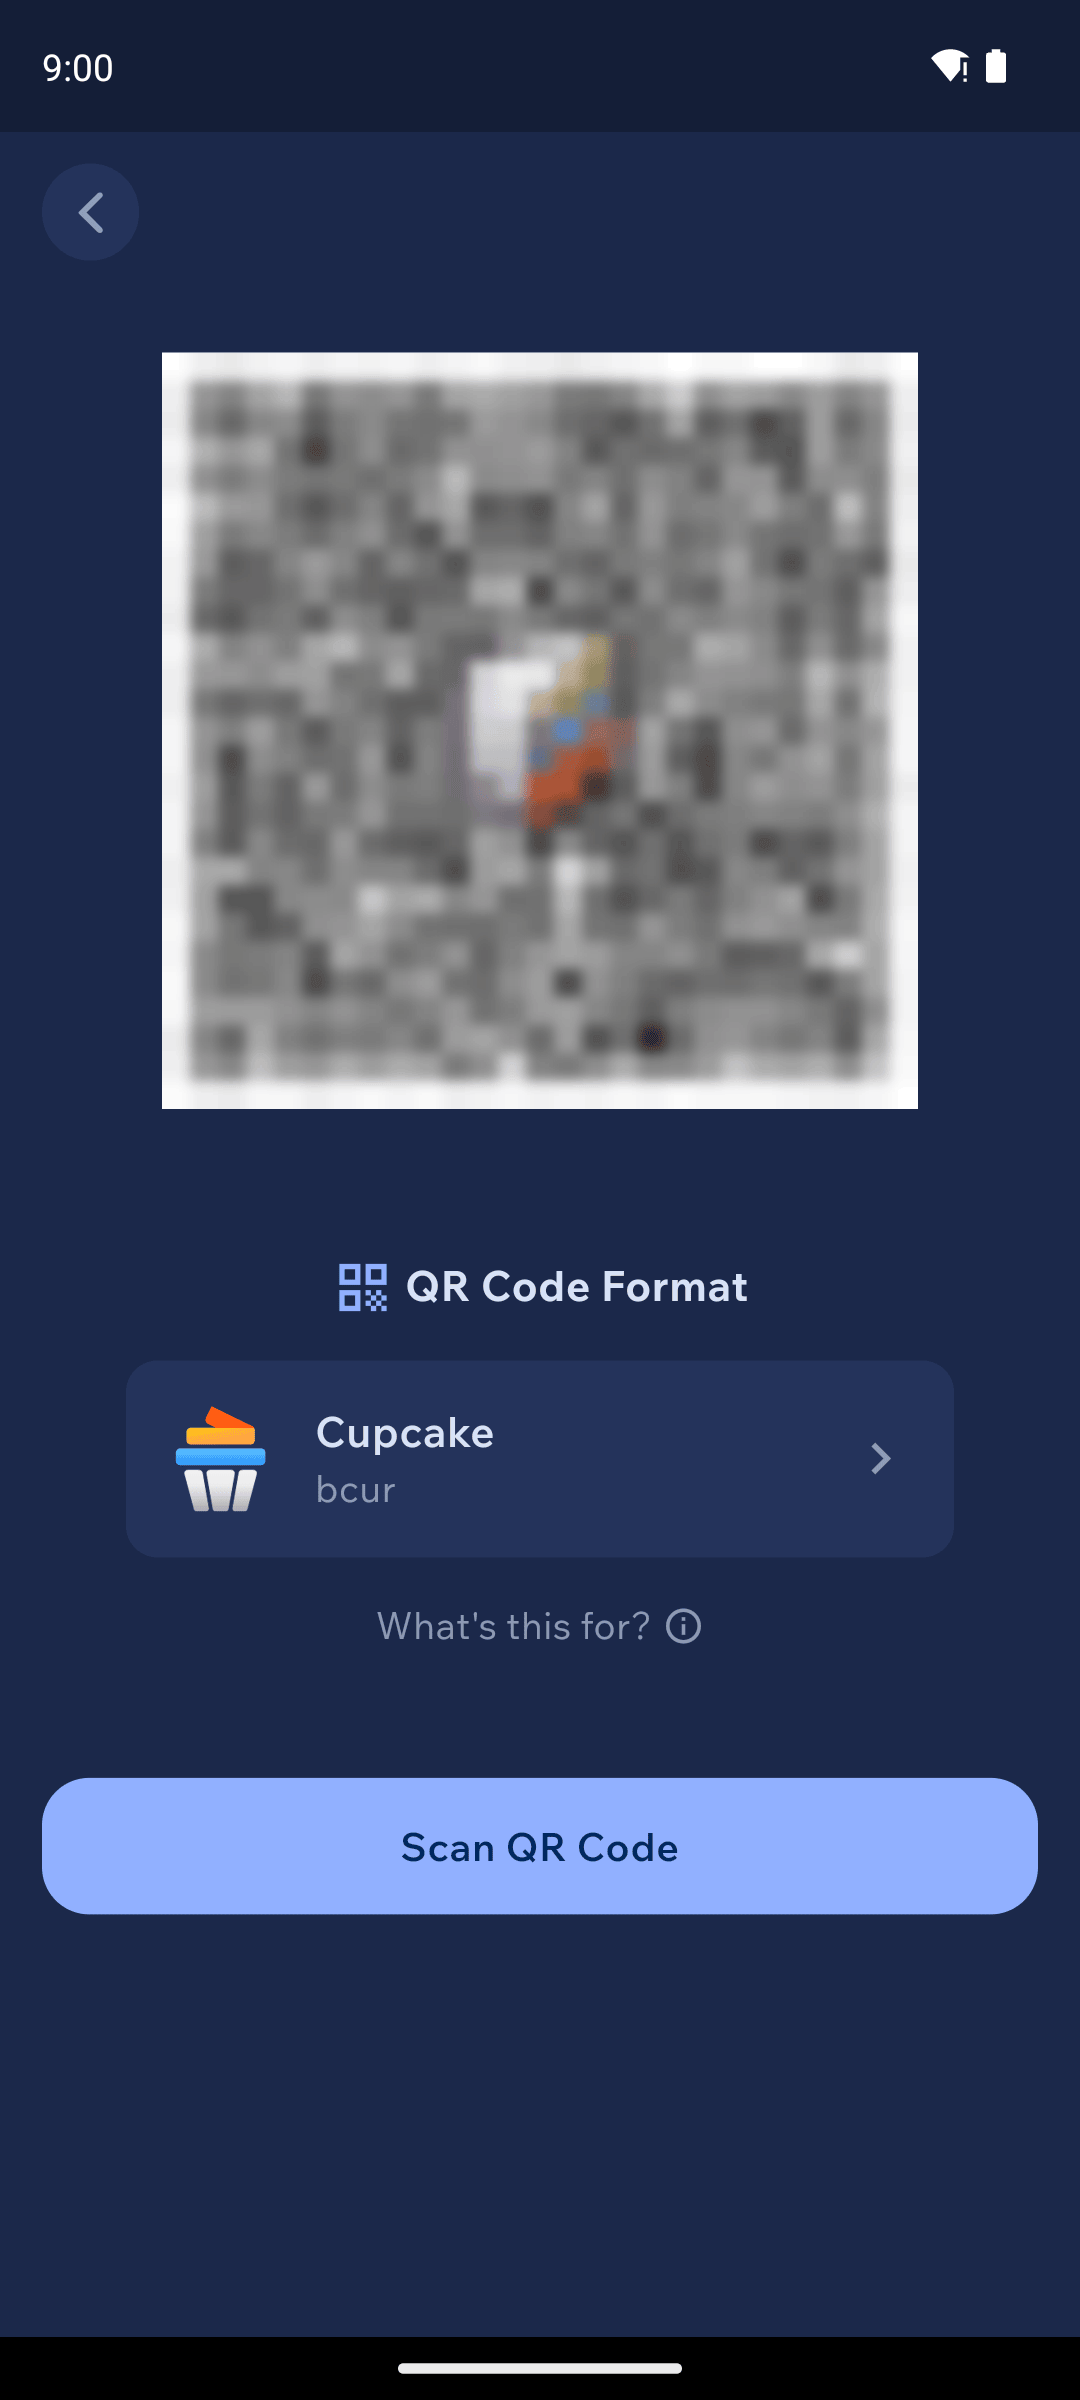 9:00
QR Code Format
Cupcake
bcur
What's this for?
Scan QR Code